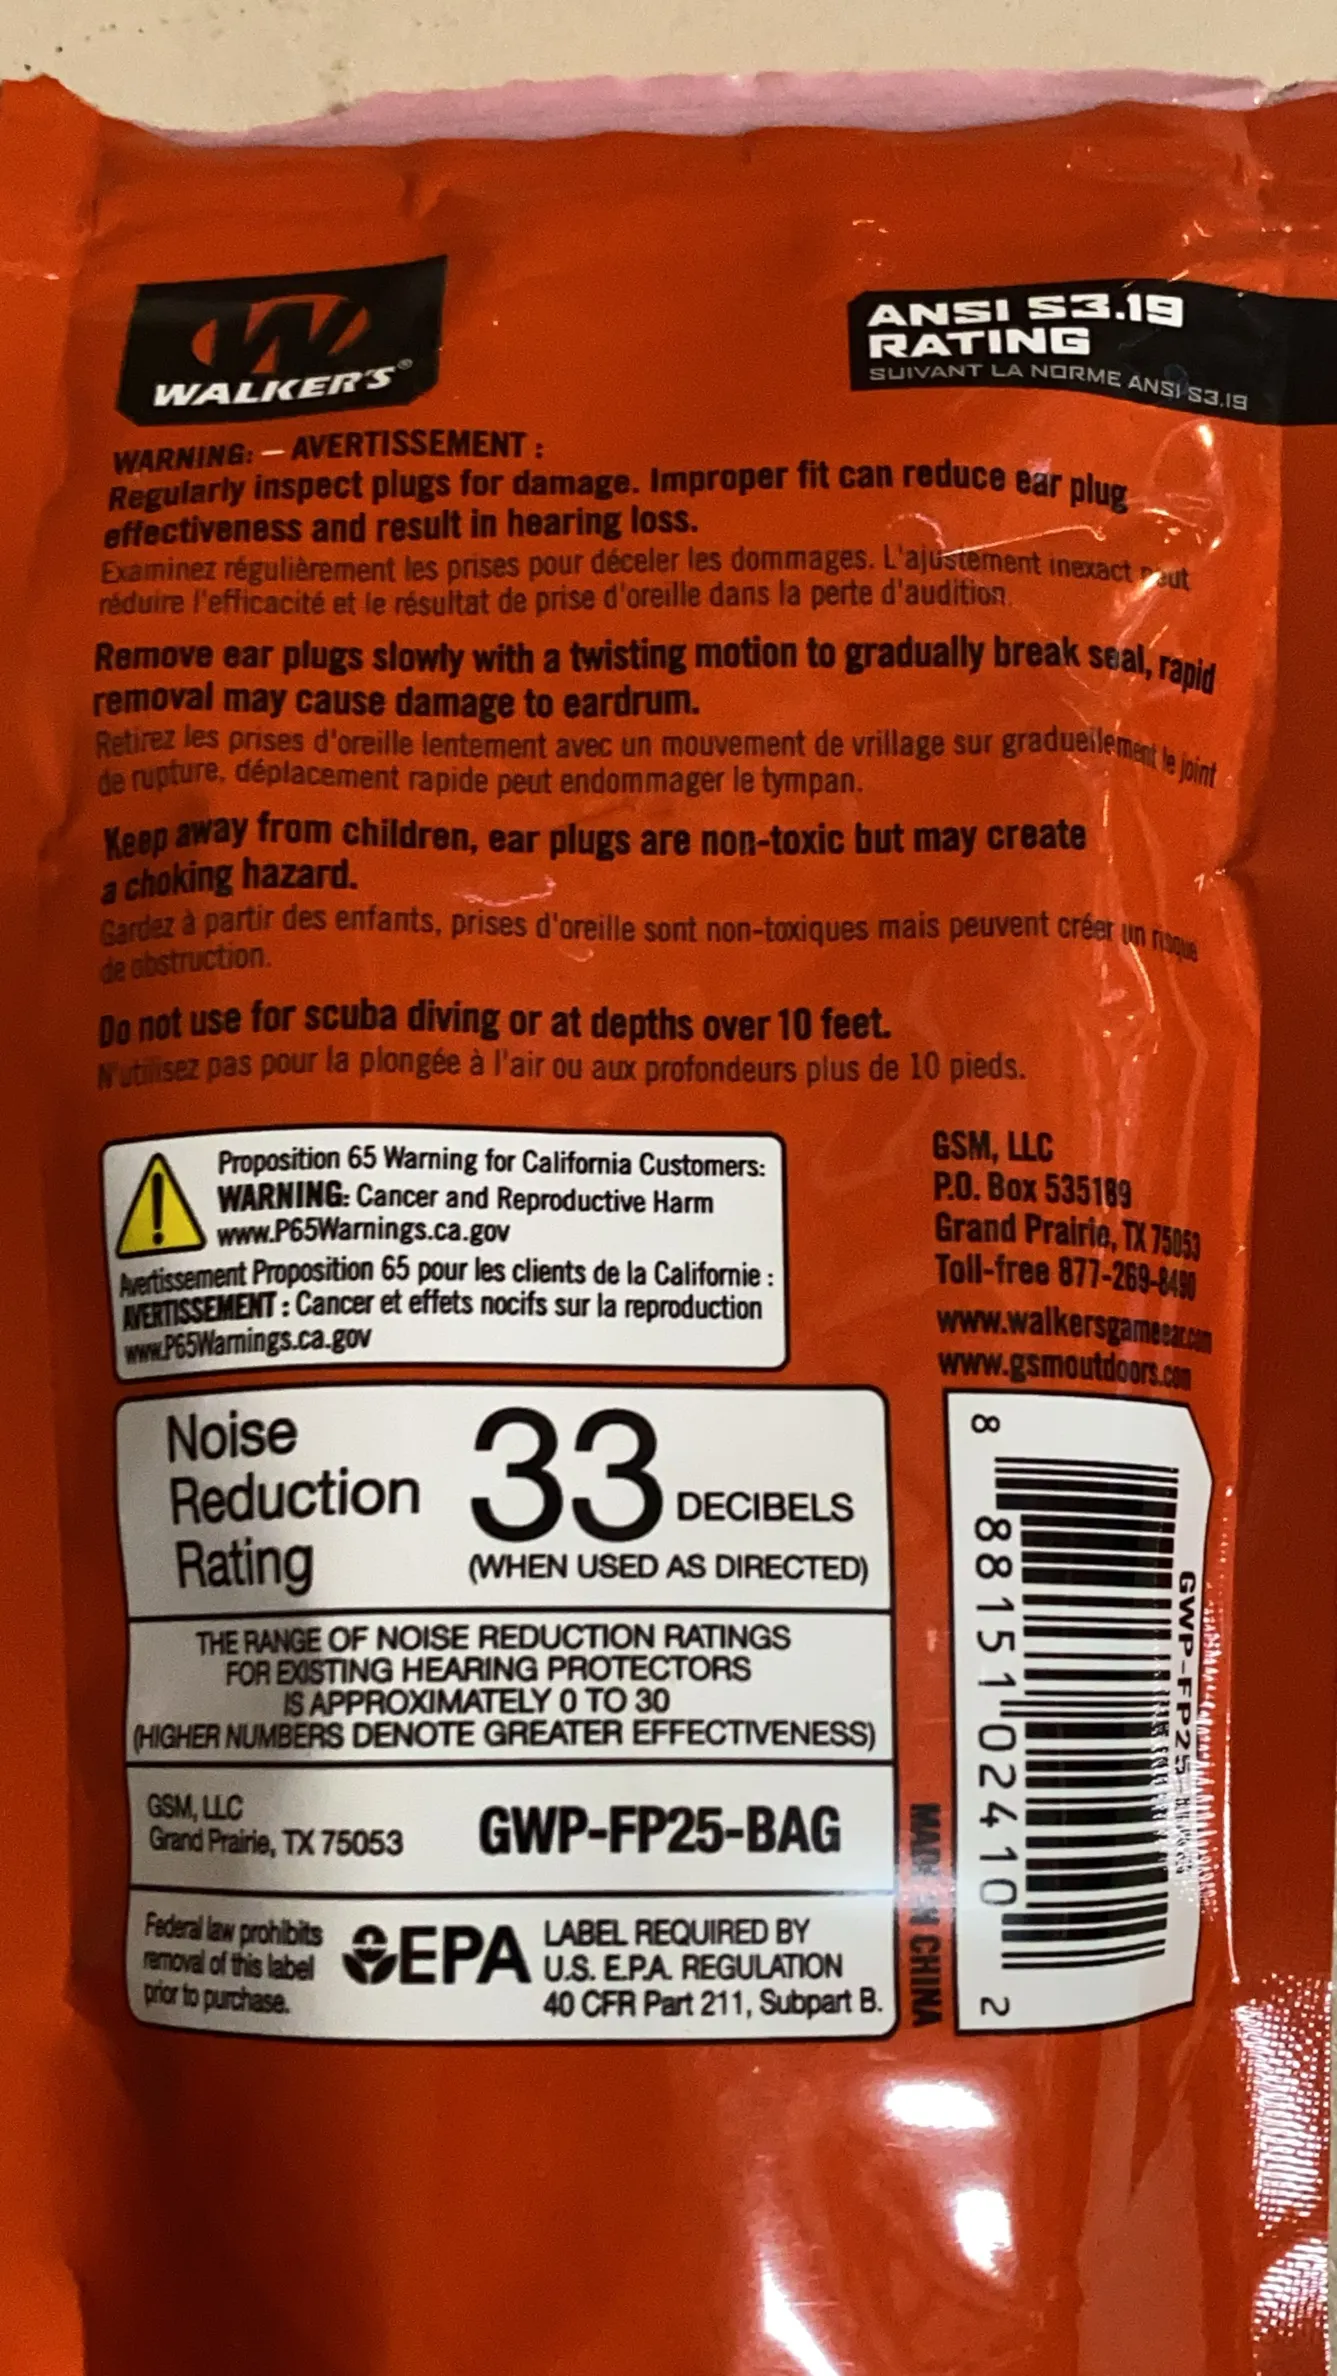 WALKER'S®
ANSI S3.19
RATING
SUIVANT LA NORME ANSI S3.19
WARNING: – AVERTISSEMENT :
Regularly inspect plugs for damage. Improper fit can reduce ear plug
effectiveness and result in hearing loss.
Examinez régulièrement les prises pour déceler les dommages. L'ajustement inexact peut
réduire l'efficacité et le résultat de prise d'oreille dans la perte d'audition.
Remove ear plugs slowly with a twisting motion to gradually break seal, rapid
removal may cause damage to eardrum.
Retirez les prises d'oreille lentement avec un mouvement de vrillage sur graduellement le joint
de rupture, déplacement rapide peut endommager le tympan.
Keep away from children, ear plugs are non-toxic but may create
a choking hazard.
Gardez à partir des enfants, prises d'oreille sont non-toxiques mais peuvent créer un risque
de obstruction.
Do not use for scuba diving or at depths over 10 feet.
N'utilisez pas pour la plongée à l'air ou aux profondeurs plus de 10 pieds.
Proposition 65 Warning for California Customers:
WARNING: Cancer and Reproductive Harm
www.P65Warnings.ca.gov
Avertissement Proposition 65 pour les clients de la Californie :
AVERTISSEMENT : Cancer et effets nocifs sur la reproduction
www.P65Warnings.ca.gov
GSM, LLC
P.O. Box 535189
Grand Prairie, TX 75053
Toll-free 877-269-8490
www.walkersgameear.com
www.gsmoutdoors.com
Noise
Reduction
Rating
33 DECIBELS
(WHEN USED AS DIRECTED)
THE RANGE OF NOISE REDUCTION RATINGS
FOR EXISTING HEARING PROTECTORS
IS APPROXIMATELY 0 TO 30
(HIGHER NUMBERS DENOTE GREATER EFFECTIVENESS)
GSM, LLC
Grand Prairie, TX 75053
GWP-FP25-BAG
Federal law prohibits
removal of this label
prior to purchase.
EPA
LABEL REQUIRED BY
U.S. E.P.A. REGULATION
40 CFR Part 211, Subpart B.
MADE IN CHINA
8 88151 02410 2
GWP-FP25